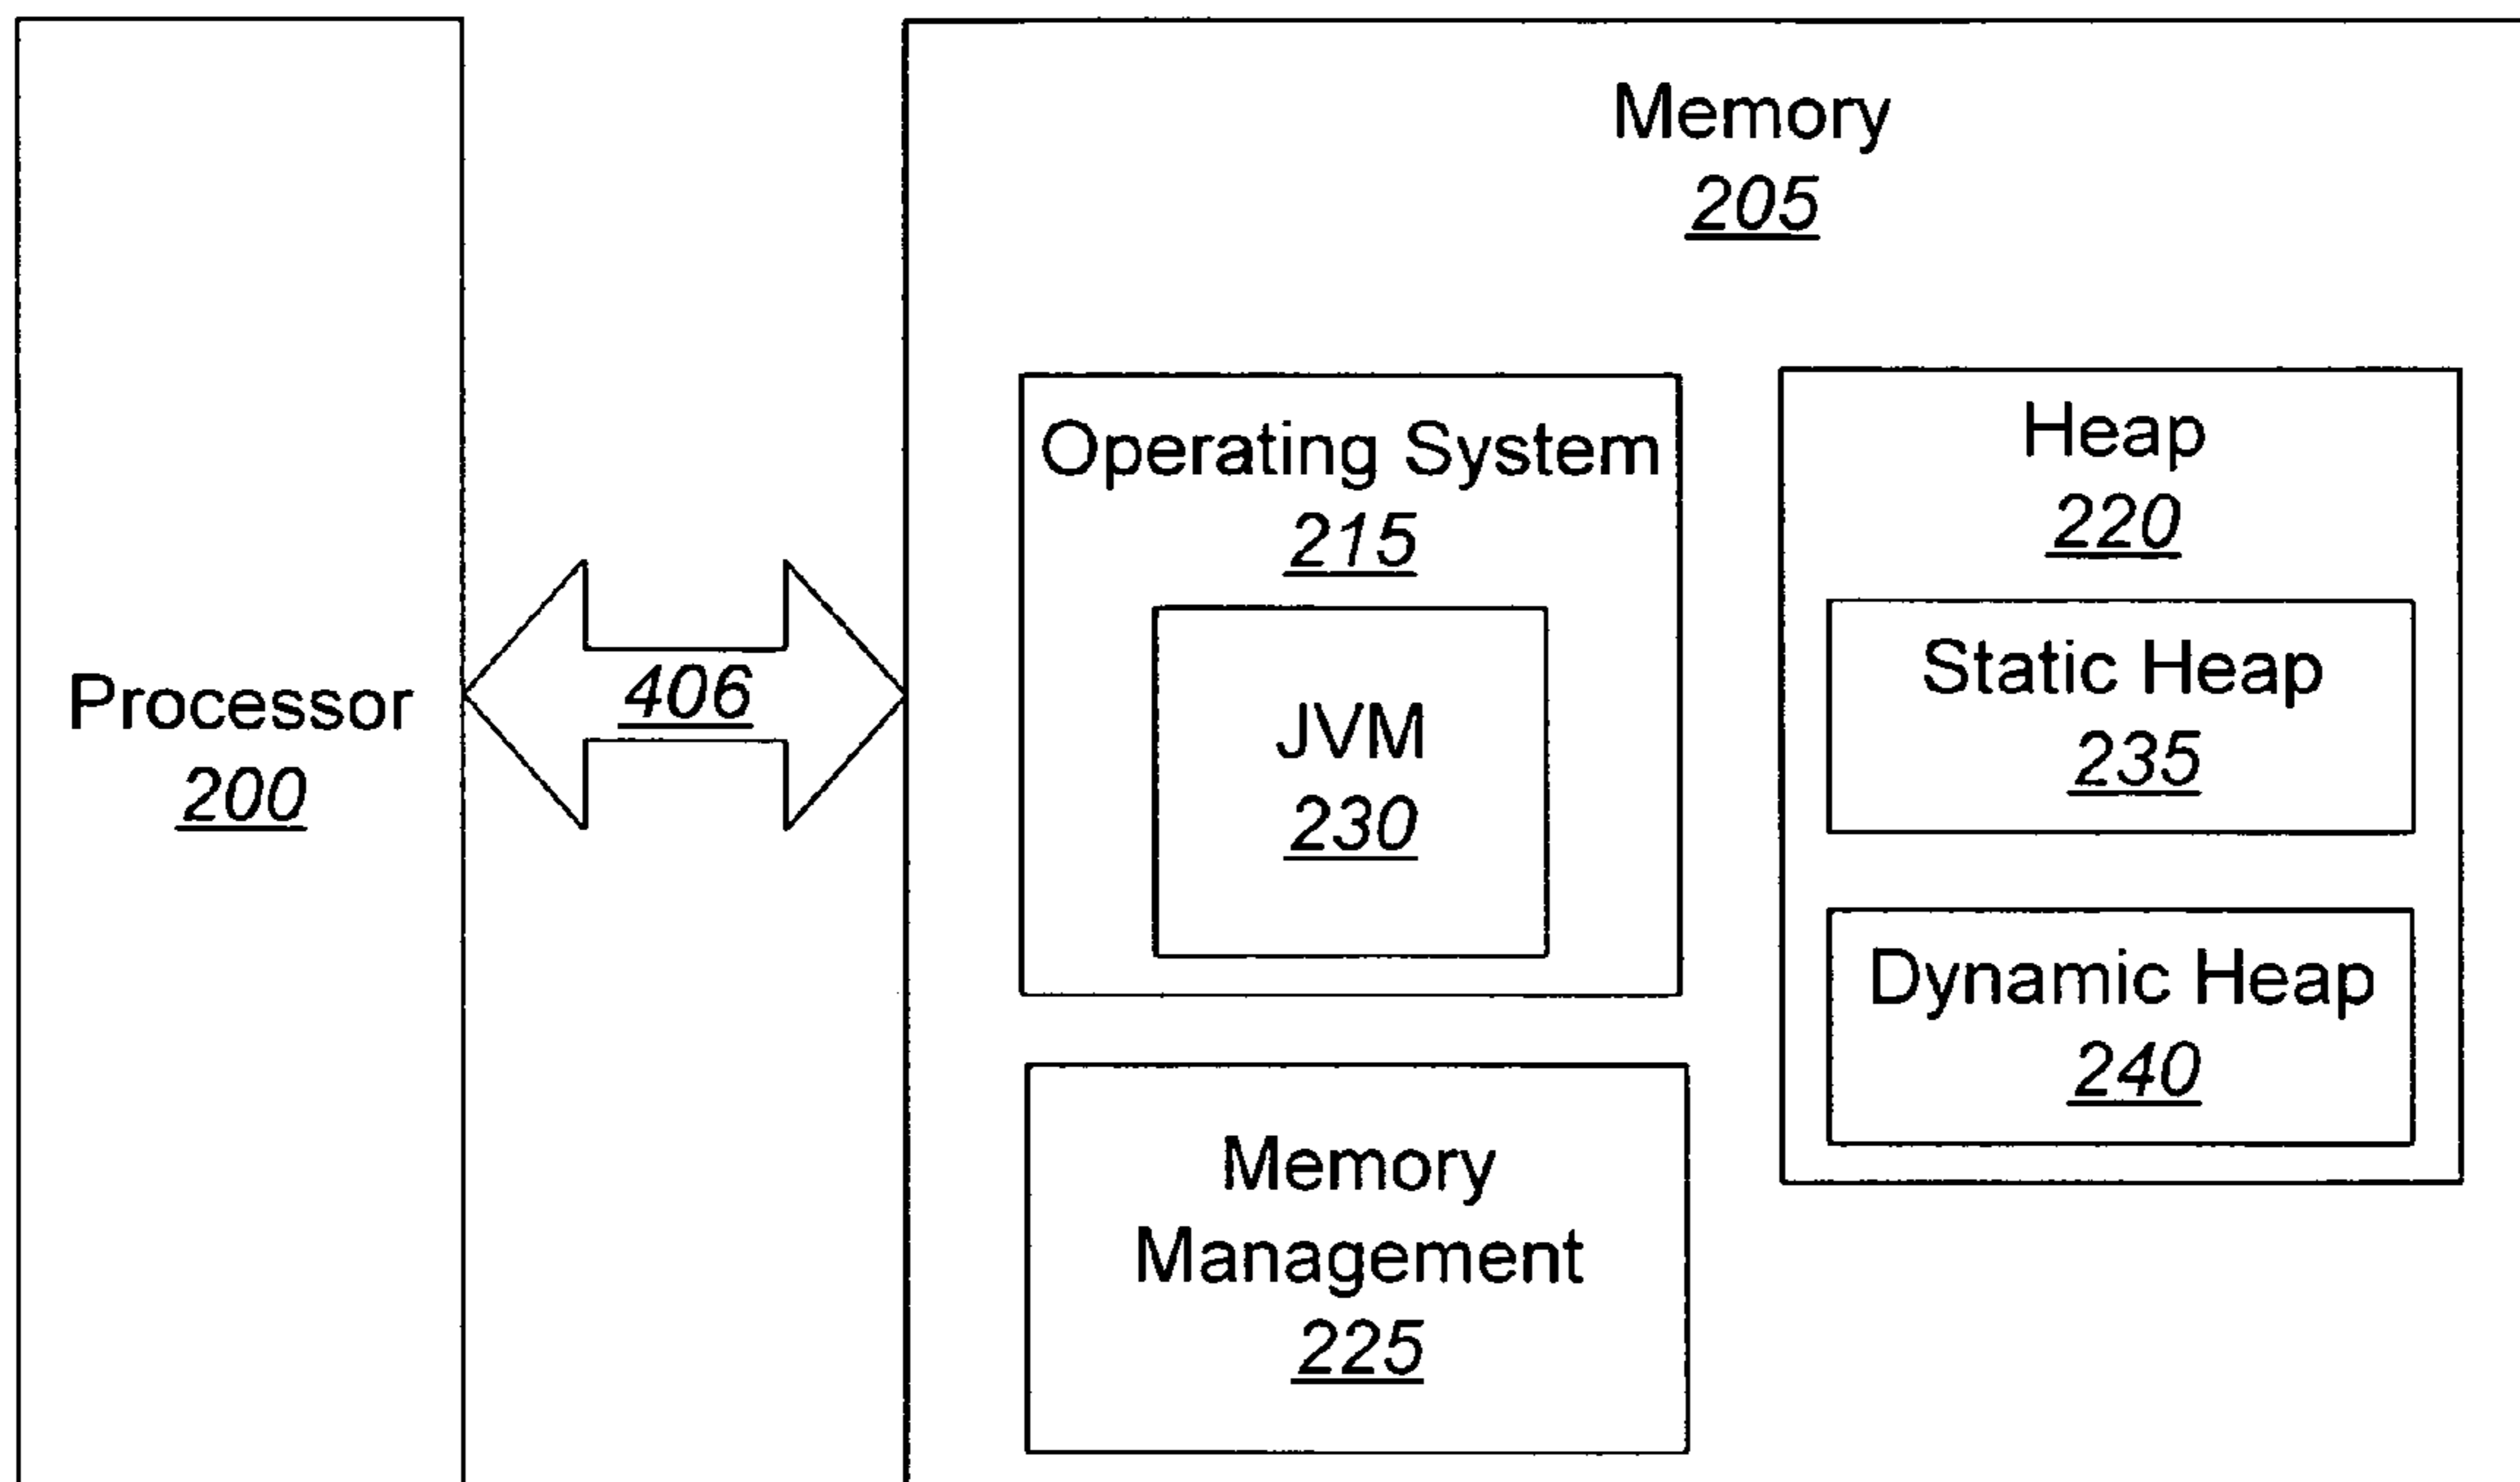 Memory
205
Operating System
215
JVM
230
Heap
220
Static Heap
235
Dynamic Heap
240
Processor
200
406
Memory
Management
225